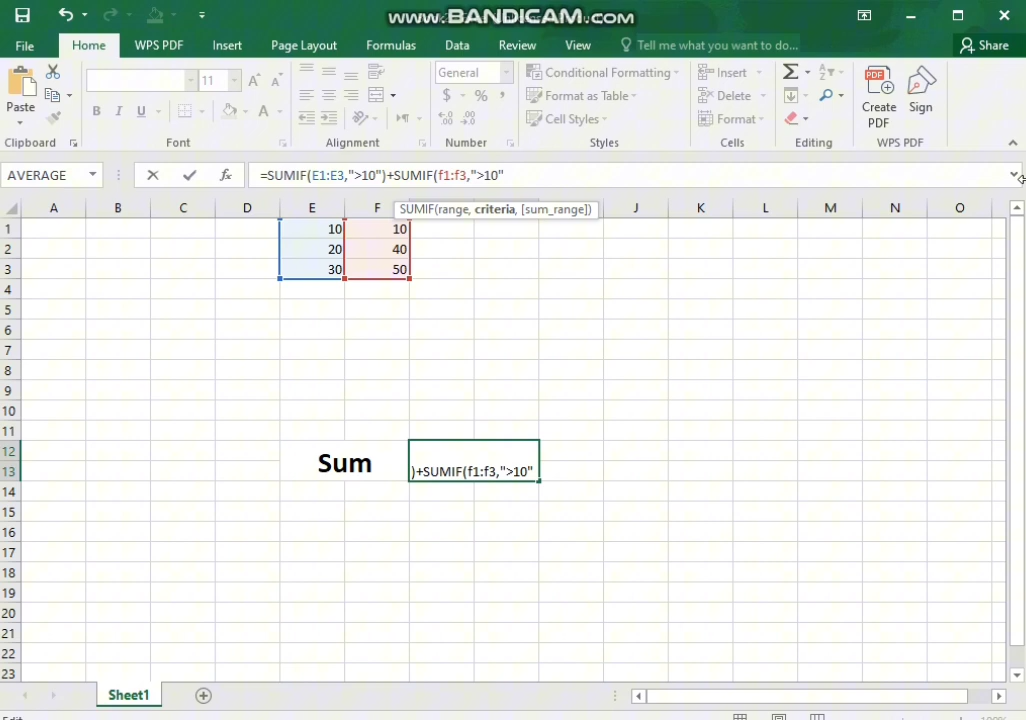 www.BANDICAM.com
File Home WPS PDF Insert Page Layout Formulas Data Review View Tell me what you want to do... Share
Paste
11
B I U
A A
A
General
$ % ,
Conditional Formatting
Format as Table
Cell Styles
Insert
Delete
Format
Create PDF
Sign
Clipboard Font Alignment Number Styles Cells Editing WPS PDF
AVERAGE fx =SUMIF(E1:E3,">10")+SUMIF(f1:f3,">10")
SUMIF(range, criteria, [sum_range])
A B C D E F J K L M N O
1 10 10
2 20 40
3 30 50
4
5
6
7
8
9
10
11
12
Sum
13 )+SUMIF(f1:f3,">10"
14
15
16
17
18
19
20
21
22
23
Sheet1